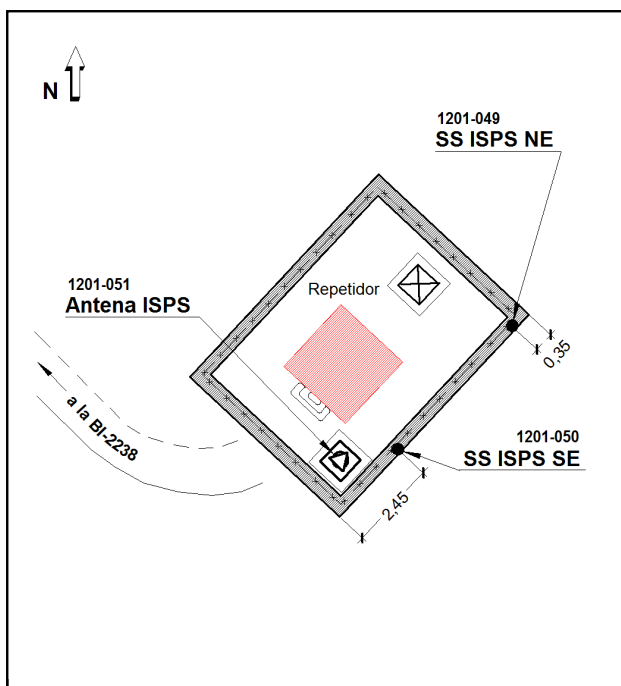 N
1201-049
SS ISPS NE
1201-051
Antena ISPS
Repetidor
0,35
a la BI-2238
1201-050
SS ISPS SE
2,45